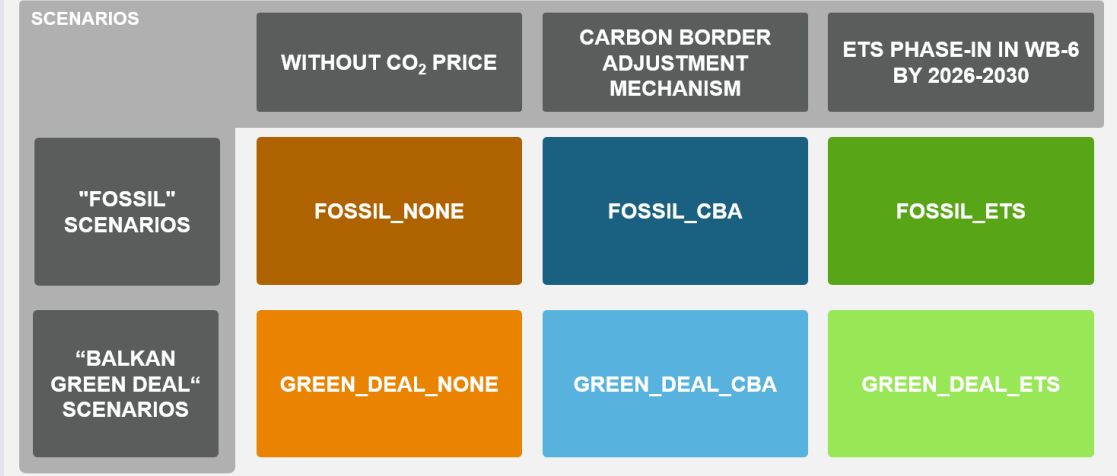 SCENARIOS
WITHOUT CO₂ PRICE
CARBON BORDER
ADJUSTMENT
MECHANISM
ETS PHASE-IN IN WB-6
BY 2026-2030
"FOSSIL"
SCENARIOS
FOSSIL_NONE
FOSSIL_CBA
FOSSIL_ETS
“BALKAN
GREEN DEAL“
SCENARIOS
GREEN_DEAL_NONE
GREEN_DEAL_CBA
GREEN_DEAL_ETS